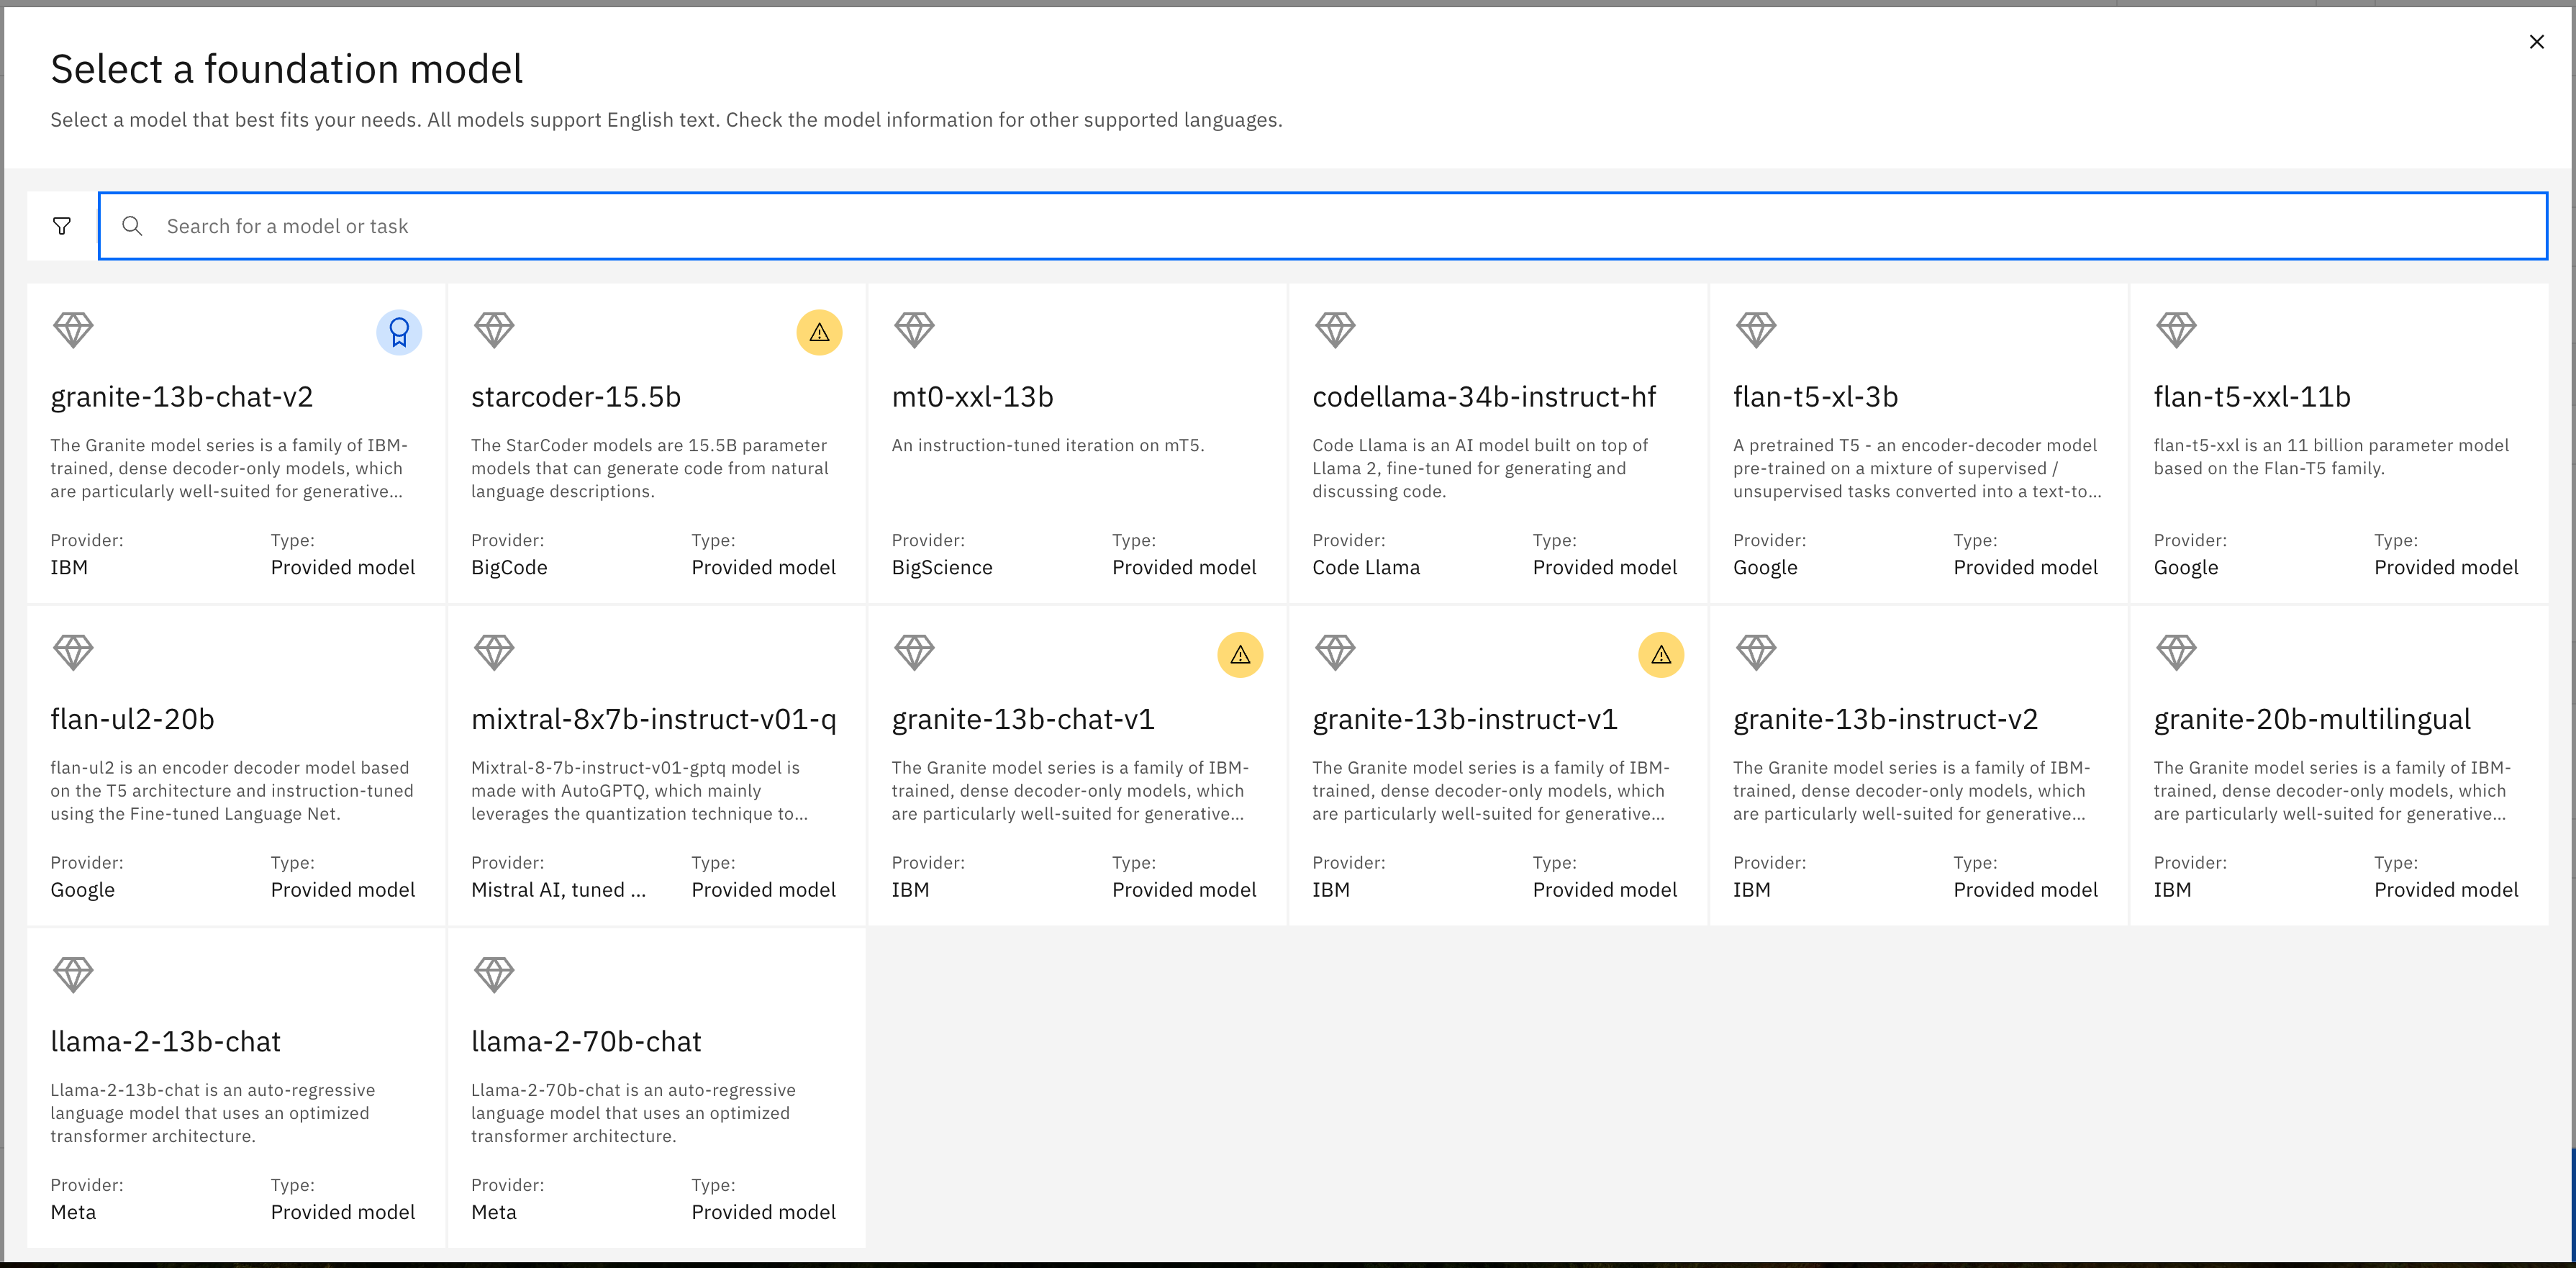 Select a foundation model
Select a model that best fits your needs. All models support English text. Check the model information for other supported languages.
Search for a model or task
granite-13b-chat-v2
The Granite model series is a family of IBM-
trained, dense decoder-only models, which
are particularly well-suited for generative...
Provider:
Type:
IBM
Provided model
starcoder-15.5b
The StarCoder models are 15.5B parameter
models that can generate code from natural
language descriptions.
Provider:
Type:
BigCode
Provided model
mt0-xxl-13b
An instruction-tuned iteration on mT5.
Provider:
Type:
BigScience
Provided model
codellama-34b-instruct-hf
Code Llama is an AI model built on top of
Llama 2, fine-tuned for generating and
discussing code.
Provider:
Type:
Code Llama
Provided model
flan-t5-xl-3b
A pretrained T5 - an encoder-decoder model
pre-trained on a mixture of supervised /
unsupervised tasks converted into a text-to...
Provider:
Type:
Google
Provided model
flan-t5-xxl-11b
flan-t5-xxl is an 11 billion parameter model
based on the Flan-T5 family.
Provider:
Type:
Google
Provided model
flan-ul2-20b
flan-ul2 is an encoder decoder model based
on the T5 architecture and instruction-tuned
using the Fine-tuned Language Net.
Provider:
Type:
Google
Provided model
mixtral-8x7b-instruct-v01-q
Mixtral-8-7b-instruct-v01-gptq model is
made with AutoGPTQ, which mainly
leverages the quantization technique to...
Provider:
Type:
Mistral AI, tuned ...
Provided model
granite-13b-chat-v1
The Granite model series is a family of IBM-
trained, dense decoder-only models, which
are particularly well-suited for generative...
Provider:
Type:
IBM
Provided model
granite-13b-instruct-v1
The Granite model series is a family of IBM-
trained, dense decoder-only models, which
are particularly well-suited for generative...
Provider:
Type:
IBM
Provided model
granite-13b-instruct-v2
The Granite model series is a family of IBM-
trained, dense decoder-only models, which
are particularly well-suited for generative...
Provider:
Type:
IBM
Provided model
granite-20b-multilingual
The Granite model series is a family of IBM-
trained, dense decoder-only models, which
are particularly well-suited for generative...
Provider:
Type:
IBM
Provided model
llama-2-13b-chat
Llama-2-13b-chat is an auto-regressive
language model that uses an optimized
transformer architecture.
Provider:
Type:
Meta
Provided model
llama-2-70b-chat
Llama-2-70b-chat is an auto-regressive
language model that uses an optimized
transformer architecture.
Provider:
Type:
Meta
Provided model